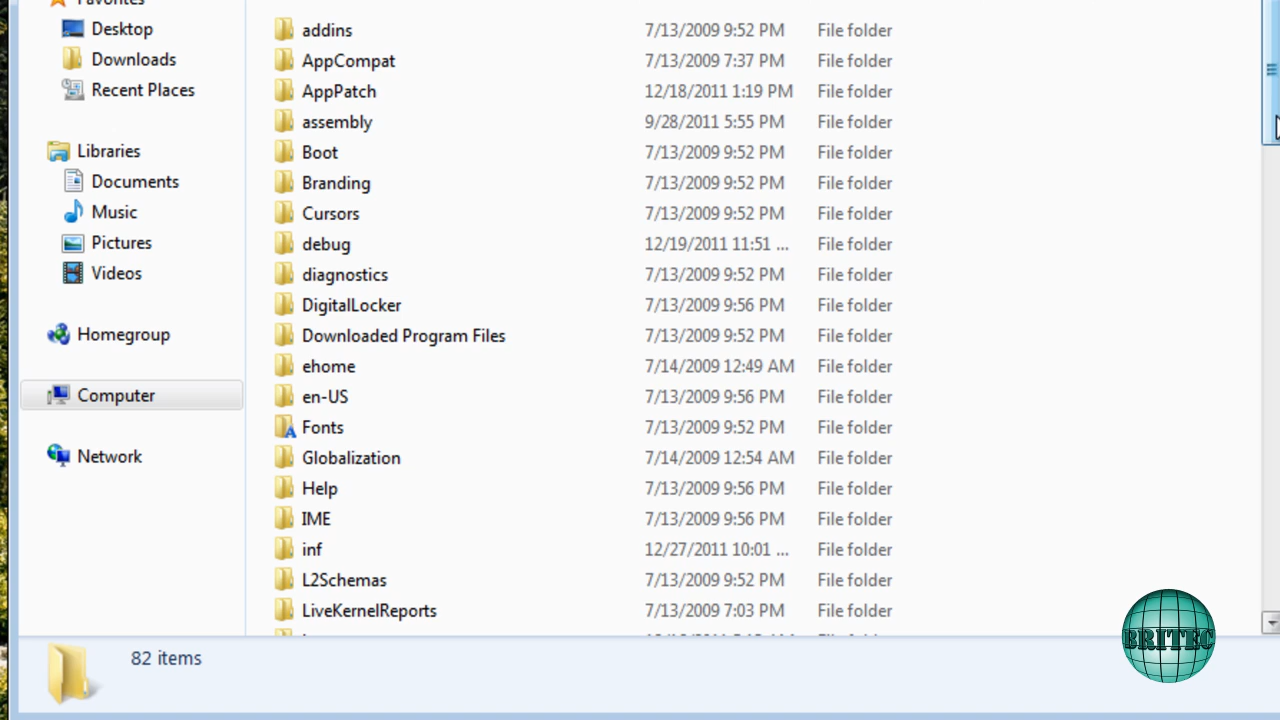 Favorites
Desktop
Downloads
Recent Places
Libraries
Documents
Music
Pictures
Videos
Homegroup
Computer
Network
addins 7/13/2009 9:52 PM File folder
AppCompat 7/13/2009 7:37 PM File folder
AppPatch 12/18/2011 1:19 PM File folder
assembly 9/28/2011 5:55 PM File folder
Boot 7/13/2009 9:52 PM File folder
Branding 7/13/2009 9:52 PM File folder
Cursors 7/13/2009 9:52 PM File folder
debug 12/19/2011 11:51 ... File folder
diagnostics 7/13/2009 9:52 PM File folder
DigitalLocker 7/13/2009 9:56 PM File folder
Downloaded Program Files 7/13/2009 9:52 PM File folder
ehome 7/14/2009 12:49 AM File folder
en-US 7/13/2009 9:56 PM File folder
Fonts 7/13/2009 9:52 PM File folder
Globalization 7/14/2009 12:54 AM File folder
Help 7/13/2009 9:56 PM File folder
IME 7/13/2009 9:56 PM File folder
inf 12/27/2011 10:01 ... File folder
L2Schemas 7/13/2009 9:52 PM File folder
LiveKernelReports 7/13/2009 7:03 PM File folder
82 items
BRITEC